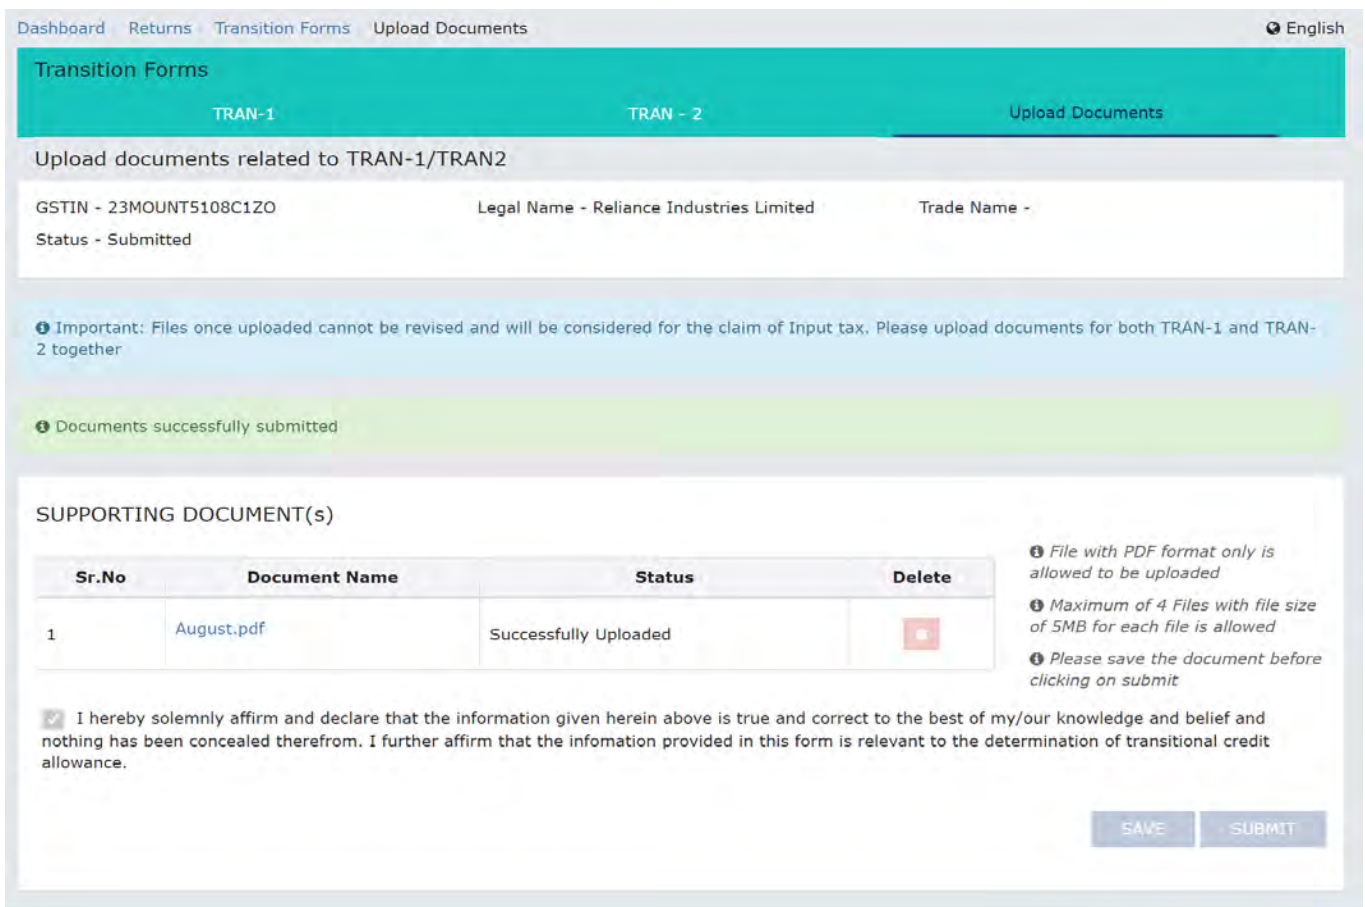 Dashboard Returns Transition Forms Upload Documents English
Transition Forms
TRAN-1 TRAN - 2 Upload Documents
Upload documents related to TRAN-1/TRAN2
GSTIN - 23MOUNT5108C1ZO Legal Name - Reliance Industries Limited Trade Name -
Status - Submitted
Important: Files once uploaded cannot be revised and will be considered for the claim of Input tax. Please upload documents for both TRAN-1 and TRAN-
2 together
Documents successfully submitted
SUPPORTING DOCUMENT(s)
Sr.No Document Name Status Delete
1 August.pdf Successfully Uploaded
File with PDF format only is
allowed to be uploaded
Maximum of 4 Files with file size
of 5MB for each file is allowed
Please save the document before
clicking on submit
I hereby solemnly affirm and declare that the information given herein above is true and correct to the best of my/our knowledge and belief and
nothing has been concealed therefrom. I further affirm that the infomation provided in this form is relevant to the determination of transitional credit
allowance.
SAVE SUBMIT